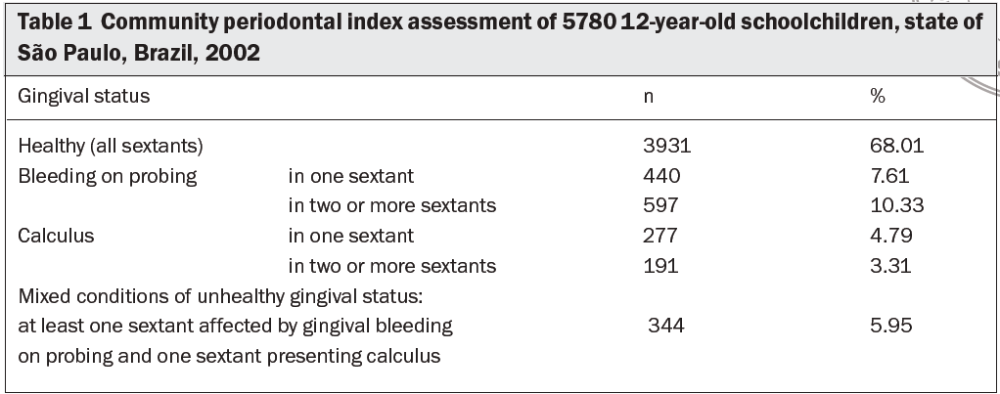 Table 1 Community periodontal index assessment of 5780 12-year-old schoolchildren, state of
São Paulo, Brazil, 2002
Gingival status n %
Healthy (all sextants) 3931 68.01
Bleeding on probing in one sextant 440 7.61
in two or more sextants 597 10.33
Calculus in one sextant 277 4.79
in two or more sextants 191 3.31
Mixed conditions of unhealthy gingival status:
at least one sextant affected by gingival bleeding 344 5.95
on probing and one sextant presenting calculus